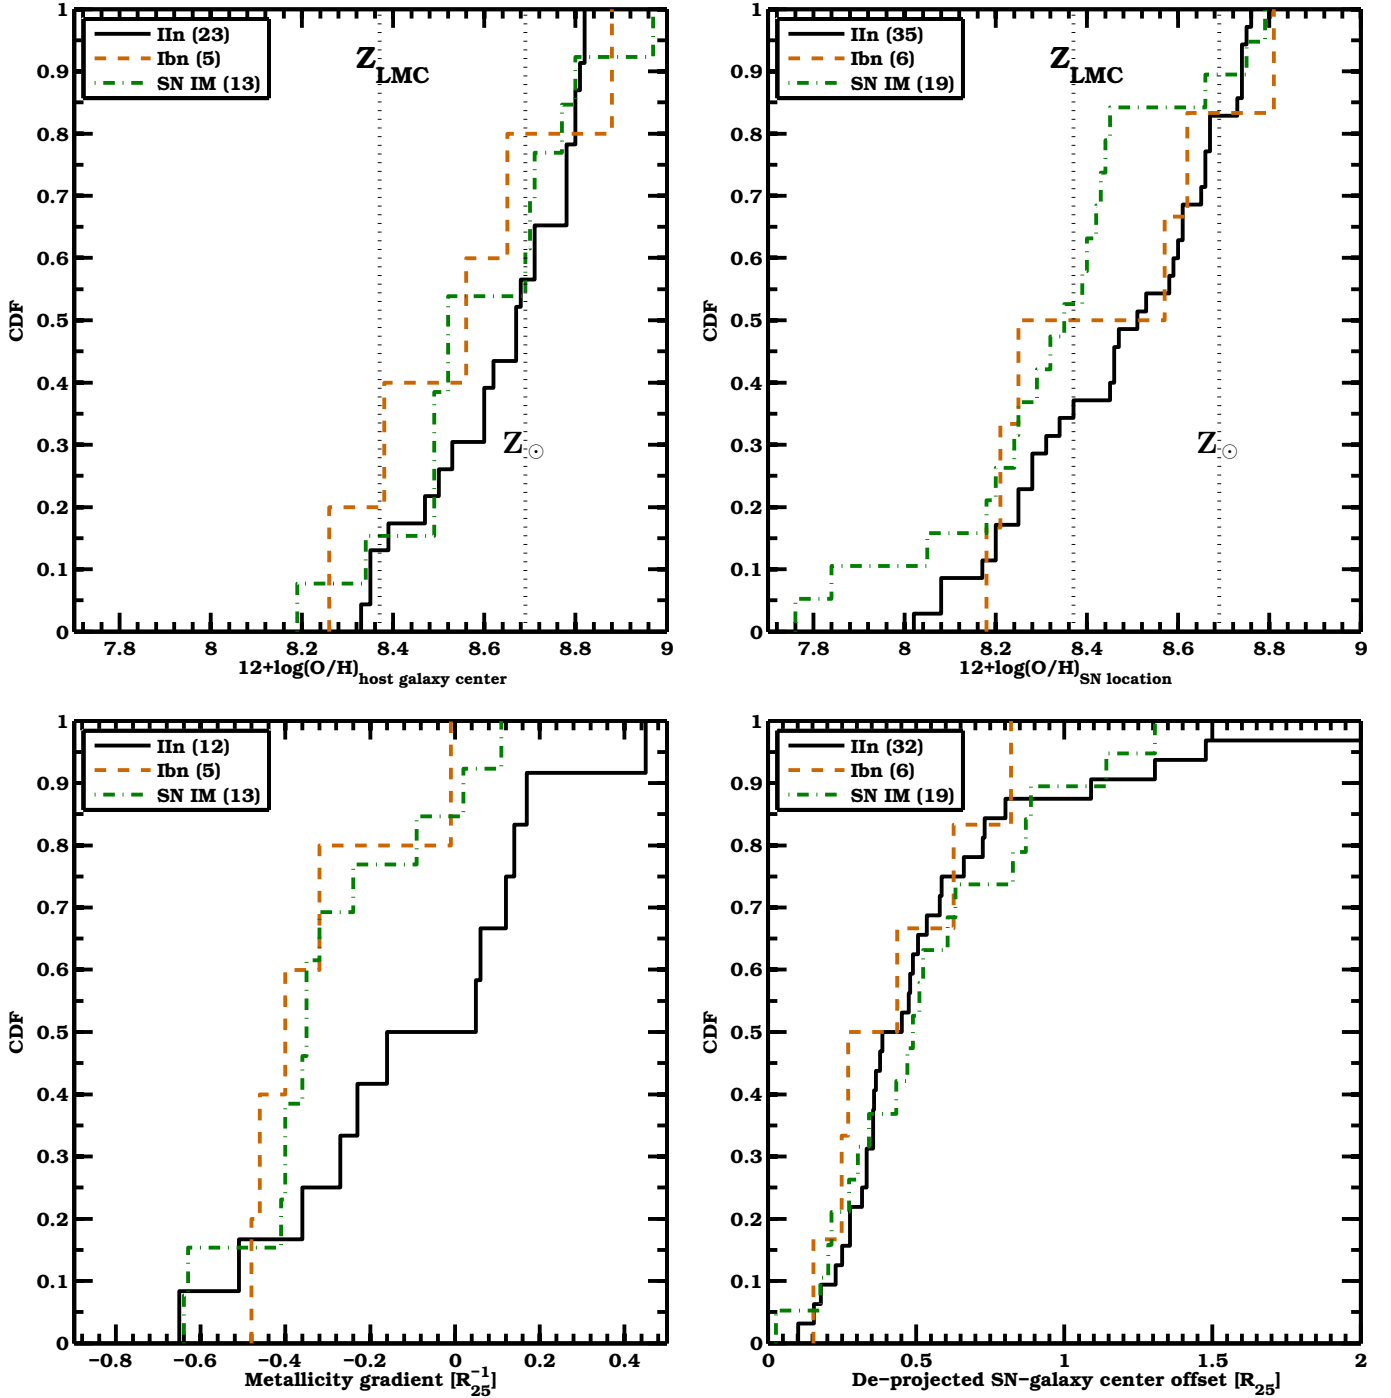 1
0.9
0.8
0.7
0.6
0.5
0.4
0.3
0.2
0.1
0
CDF
IIn (23)
Ibn (5)
SN IM (13)
Z_LMC
Z_⊙
7.8 8 8.2 8.4 8.6 8.8 9
12+log(O/H)_host galaxy center
1
0.9
0.8
0.7
0.6
0.5
0.4
0.3
0.2
0.1
0
CDF
IIn (35)
Ibn (6)
SN IM (19)
Z_LMC
Z_⊙
7.8 8 8.2 8.4 8.6 8.8 9
12+log(O/H)_SN location
1
0.9
0.8
0.7
0.6
0.5
0.4
0.3
0.2
0.1
0
CDF
IIn (12)
Ibn (5)
SN IM (13)
−0.8 −0.6 −0.4 −0.2 0 0.2 0.4
Metallicity gradient [R_25^−1]
1
0.9
0.8
0.7
0.6
0.5
0.4
0.3
0.2
0.1
0
CDF
IIn (32)
Ibn (6)
SN IM (19)
0 0.5 1 1.5 2
De−projected SN−galaxy center offset [R_25]